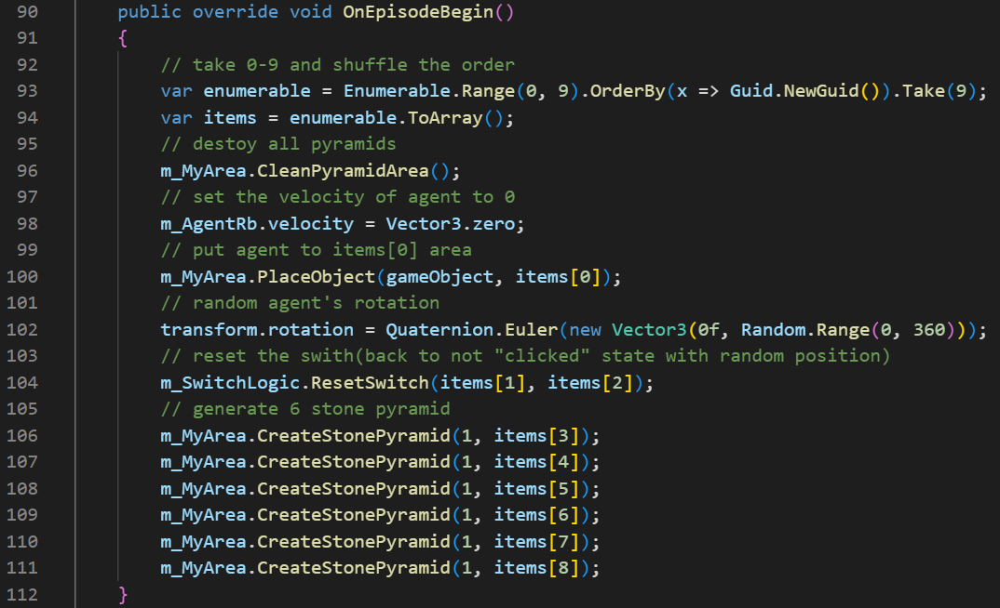 90 public override void OnEpisodeBegin()
91 {
92 // take 0-9 and shuffle the order
93 var enumerable = Enumerable.Range(0, 9).OrderBy(x => Guid.NewGuid()).Take(9);
94 var items = enumerable.ToArray();
95 // destoy all pyramids
96 m_MyArea.CleanPyramidArea();
97 // set the velocity of agent to 0
98 m_AgentRb.velocity = Vector3.zero;
99 // put agent to items[0] area
100 m_MyArea.PlaceObject(gameObject, items[0]);
101 // random agent's rotation
102 transform.rotation = Quaternion.Euler(new Vector3(0f, Random.Range(0, 360)));
103 // reset the swith(back to not "clicked" state with random position)
104 m_SwitchLogic.ResetSwitch(items[1], items[2]);
105 // generate 6 stone pyramid
106 m_MyArea.CreateStonePyramid(1, items[3]);
107 m_MyArea.CreateStonePyramid(1, items[4]);
108 m_MyArea.CreateStonePyramid(1, items[5]);
109 m_MyArea.CreateStonePyramid(1, items[6]);
110 m_MyArea.CreateStonePyramid(1, items[7]);
111 m_MyArea.CreateStonePyramid(1, items[8]);
112 }